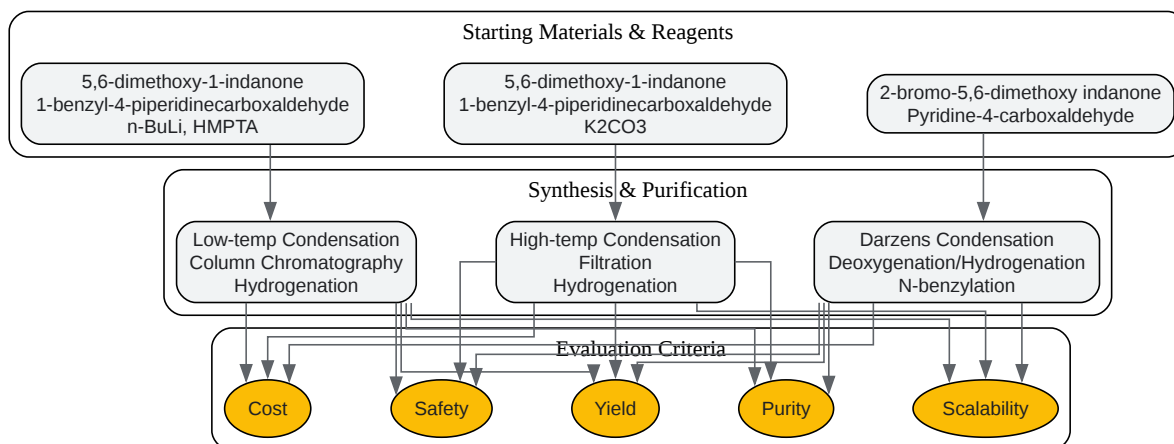 Starting Materials & Reagents
5,6-dimethoxy-1-indanone
1-benzyl-4-piperidinecarboxaldehyde
n-BuLi, HMPTA
5,6-dimethoxy-1-indanone
1-benzyl-4-piperidinecarboxaldehyde
K2CO3
2-bromo-5,6-dimethoxy indanone
Pyridine-4-carboxaldehyde
Synthesis & Purification
Low-temp Condensation
Column Chromatography
Hydrogenation
High-temp Condensation
Filtration
Hydrogenation
Darzens Condensation
Deoxygenation/Hydrogenation
N-benzylation
Evaluation Criteria
Cost
Safety
Yield
Purity
Scalability